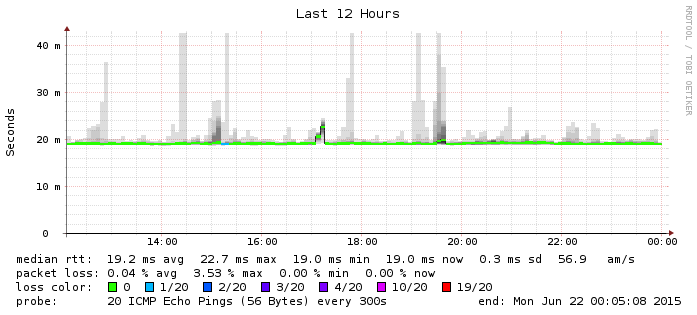 Last 12 Hours
RRDTOOL / TOBI OETIKER
Seconds
40 m
30 m
20 m
10 m
0
14:00 16:00 18:00 20:00 22:00 00:00
median rtt: 19.2 ms avg 22.7 ms max 19.0 ms min 19.0 ms now 0.3 ms sd 56.9 am/s
packet loss: 0.04 % avg 3.53 % max 0.00 % min 0.00 % now
loss color: 0 1/20 2/20 3/20 4/20 10/20 19/20
probe: 20 ICMP Echo Pings (56 Bytes) every 300s end: Mon Jun 22 00:05:08 2015